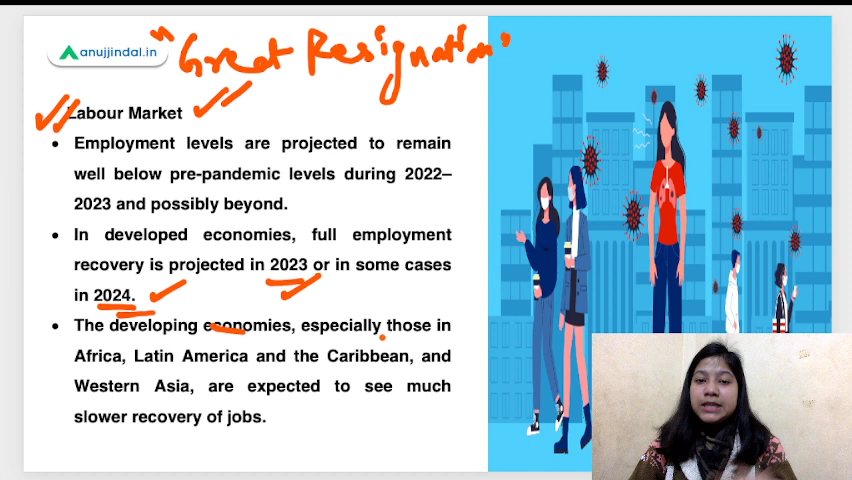 anujjindal.in
"Great Resignation"
Labour Market
• Employment levels are projected to remain
well below pre-pandemic levels during 2022–
2023 and possibly beyond.
• In developed economies, full employment
recovery is projected in 2023 or in some cases
in 2024.
• The developing economies, especially those in
Africa, Latin America and the Caribbean, and
Western Asia, are expected to see much
slower recovery of jobs.